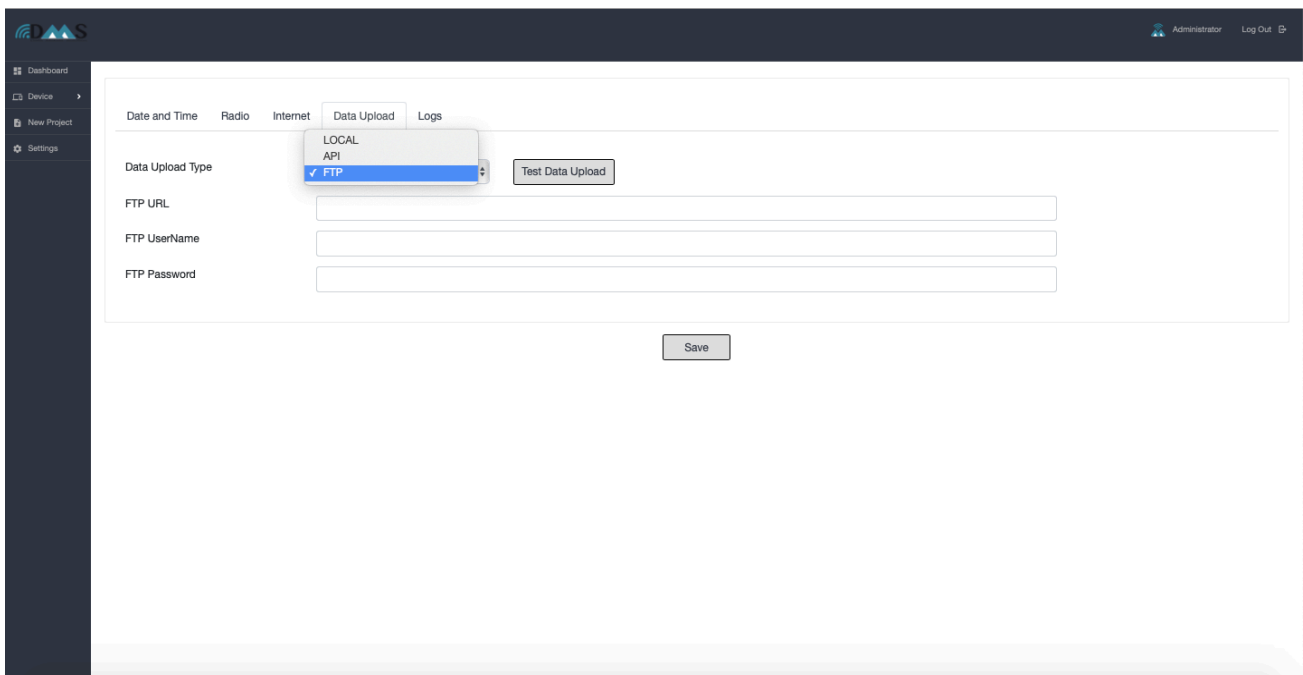 DMS
Administrator Log Out
Dashboard
Device
New Project
Settings
Date and Time Radio Internet Data Upload Logs
LOCAL
API
Data Upload Type ✓ FTP Test Data Upload
FTP URL
FTP UserName
FTP Password
Save